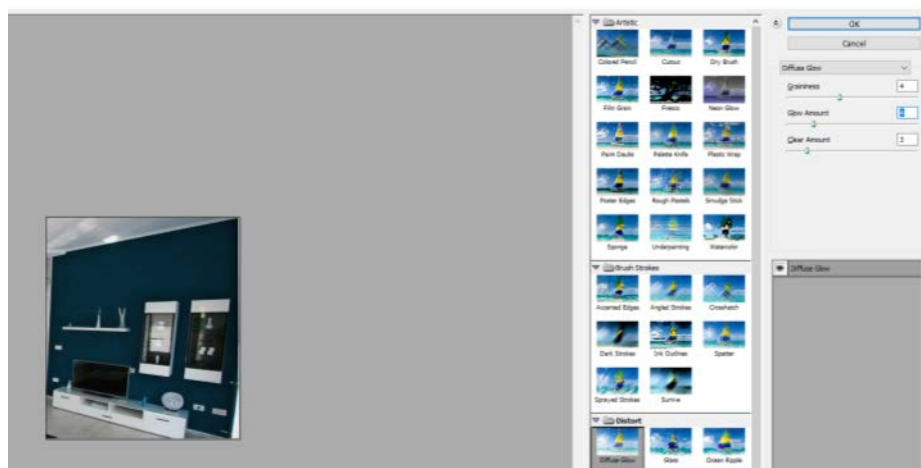 Artistic
Colored Pencil
Cutout
Dry Brush
Film Grain
Fresco
Neon Glow
Paint Daubs
Palette Knife
Plastic Wrap
Poster Edges
Rough Pastels
Smudge Stick
Sponge
Underpainting
Watercolor
Brush Strokes
Accented Edges
Angled Strokes
Crosshatch
Dark Strokes
Ink Outlines
Spatter
Sprayed Strokes
Sumi-e
Distort
Diffuse Glow
Glass
Ocean Ripple
OK
Cancel
Diffuse Glow
Graininess 4
Glow Amount
Clear Amount 3
Diffuse Glow